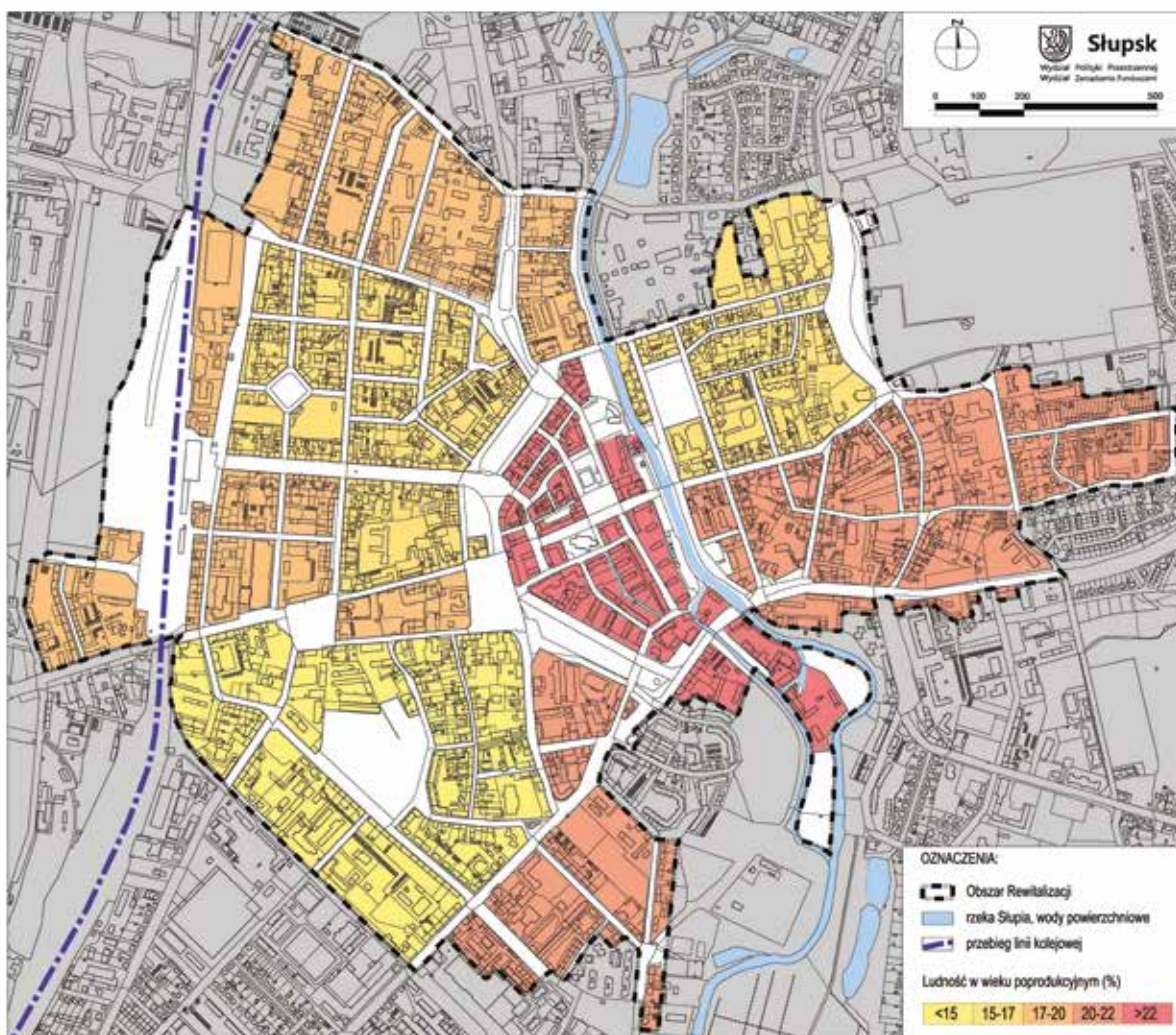 N
Słupsk
Wydział Polityki Przestrzennej
Wydział Zarządzania Funduszami
0 100 200 500
OZNACZENIA:
Obszar Rewitalizacji
rzeka Słupia, wody powierzchniowe
przebieg linii kolejowej
Ludność w wieku poprodukcyjnym (%)
<15 15-17 17-20 20-22 >22